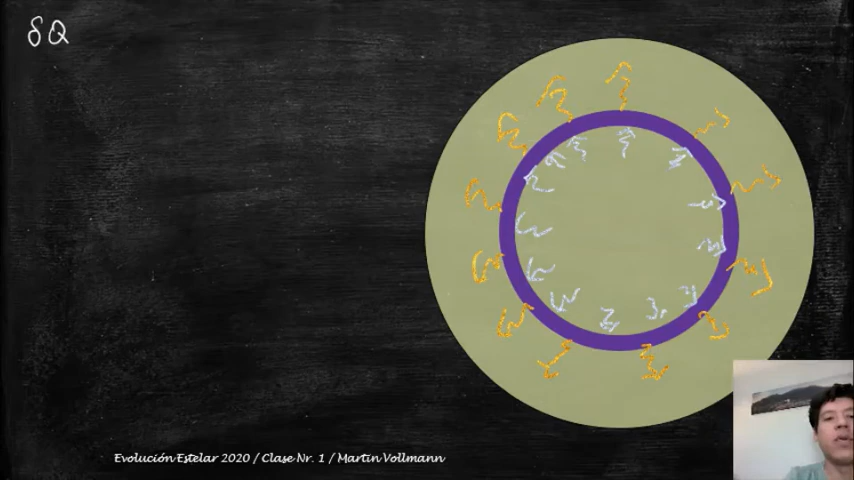 δQ
Evolución Estelar 2020 / Clase Nr. 1 / Martin Vollmann